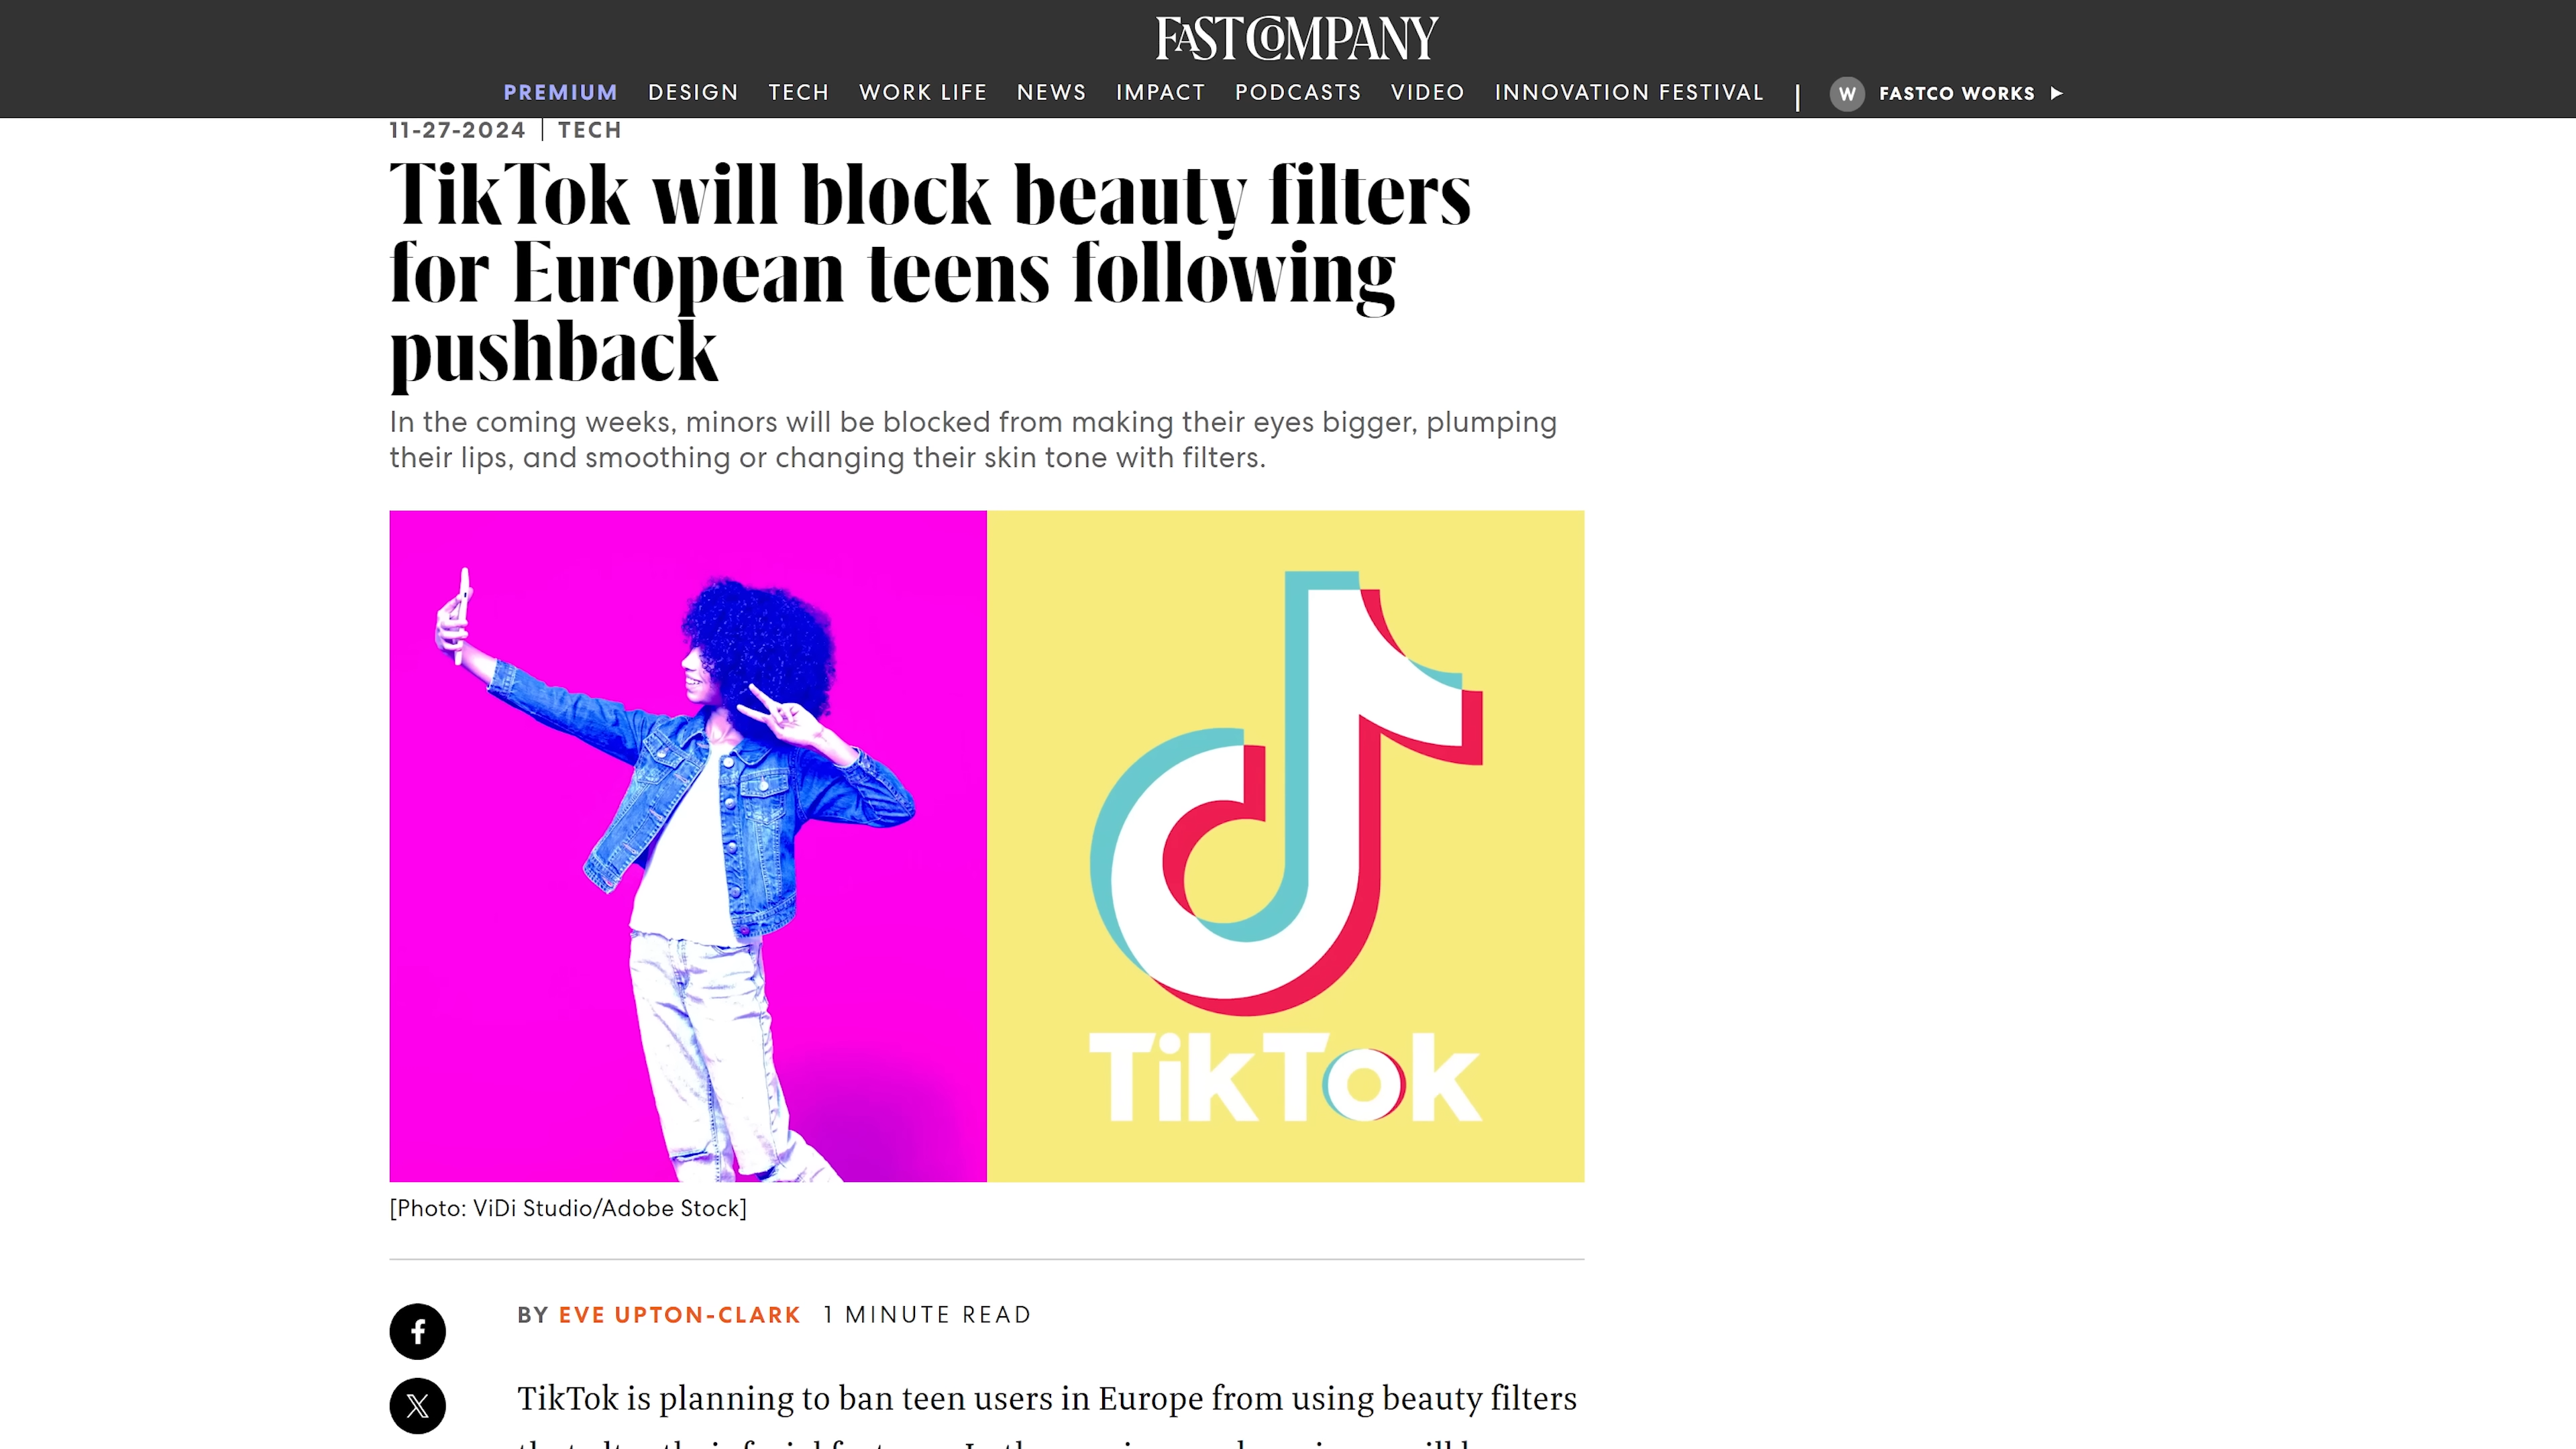 FAST COMPANY
PREMIUM DESIGN TECH WORK LIFE NEWS IMPACT PODCASTS VIDEO INNOVATION FESTIVAL | W FASTCO WORKS
11-27-2024 | TECH
TikTok will block beauty filters
for European teens following
pushback
In the coming weeks, minors will be blocked from making their eyes bigger, plumping
their lips, and smoothing or changing their skin tone with filters.
TikTok
[Photo: ViDi Studio/Adobe Stock]
BY EVE UPTON-CLARK 1 MINUTE READ
TikTok is planning to ban teen users in Europe from using beauty filters